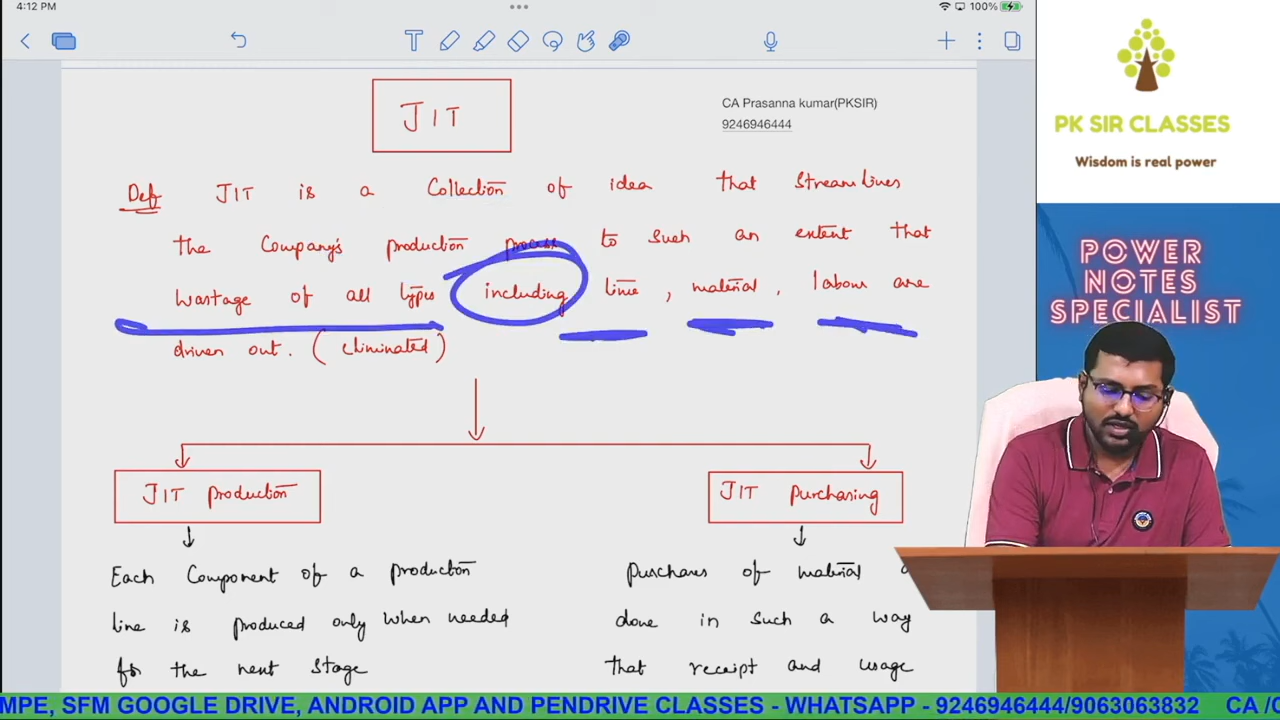 4:12 PM
100%
JIT
CA Prasanna kumar(PKSIR)
9246946444
Def JIT is a Collection of idea that Streamlines
the Company's production process to such an extent that
wastage of all types including time, material, labour are
driven out. (eliminated)
JIT production
JIT purchasing
Each Component of a production
line is produced only when needed
for the next stage
purchases of material
done in such a way
that receipt and usage
PK SIR CLASSES
Wisdom is real power
POWER
NOTES
SPECIALIST
MPE, SFM GOOGLE DRIVE, ANDROID APP AND PENDRIVE CLASSES - WHATSAPP - 9246946444/9063063832 CA /C